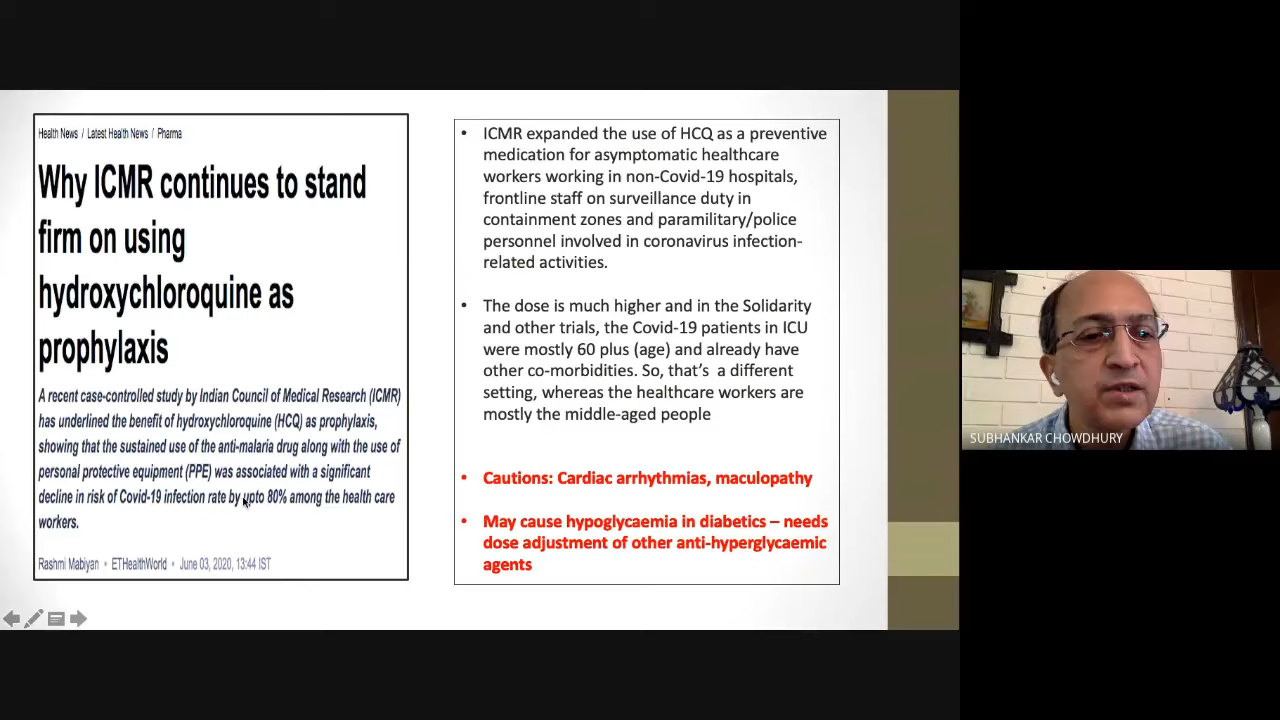 Health News / Latest Health News / Pharma
Why ICMR continues to stand
firm on using
hydroxychloroquine as
prophylaxis
A recent case-controlled study by Indian Council of Medical Research (ICMR)
has underlined the benefit of hydroxychloroquine (HCQ) as prophylaxis,
showing that the sustained use of the anti-malaria drug along with the use of
personal protective equipment (PPE) was associated with a significant
decline in risk of Covid-19 infection rate by upto 80% among the health care
workers.
Rashmi Mabiyan • ETHealthWorld • June 03, 2020, 13:44 IST
• ICMR expanded the use of HCQ as a preventive
medication for asymptomatic healthcare
workers working in non-Covid-19 hospitals,
frontline staff on surveillance duty in
containment zones and paramilitary/police
personnel involved in coronavirus infection-
related activities.
• The dose is much higher and in the Solidarity
and other trials, the Covid-19 patients in ICU
were mostly 60 plus (age) and already have
other co-morbidities. So, that's a different
setting, whereas the healthcare workers are
mostly the middle-aged people
• Cautions: Cardiac arrhythmias, maculopathy
• May cause hypoglycaemia in diabetics – needs
dose adjustment of other anti-hyperglycaemic
agents
SUBHANKAR CHOWDHURY